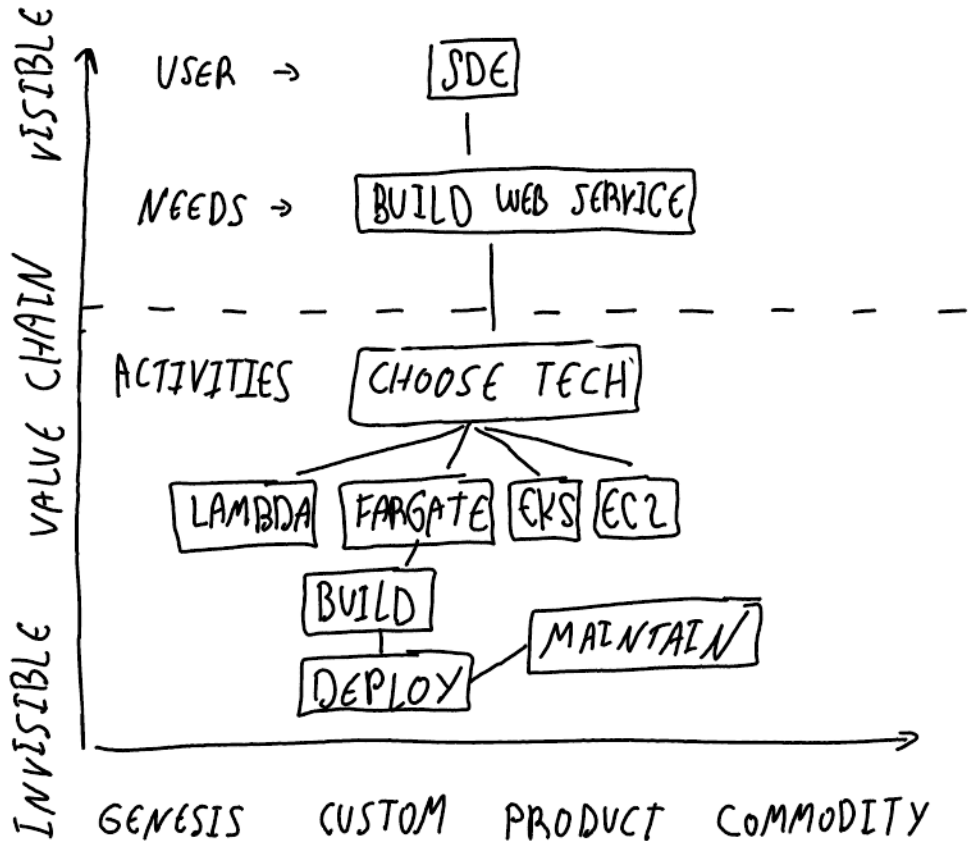 VISIBLE
USER → SDE
NEEDS → BUILD WEB SERVICE
VALUE CHAIN
ACTIVITIES CHOOSE TECH
LAMBDA FARGATE EKS EC2
BUILD
MAINTAIN
DEPLOY
INVISIBLE
GENESIS CUSTOM PRODUCT COMMODITY